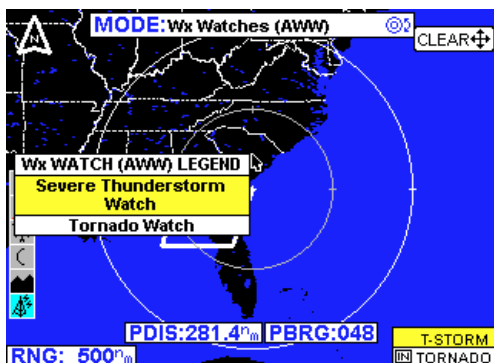 N
MODE: Wx Watches (AWW)
CLEAR
Wx WATCH (AWW) LEGEND
Severe Thunderstorm
Watch
Tornado Watch
PDIS:281.4nm PBRG:048
RNG: 500nm
T-STORM
IN TORNADO